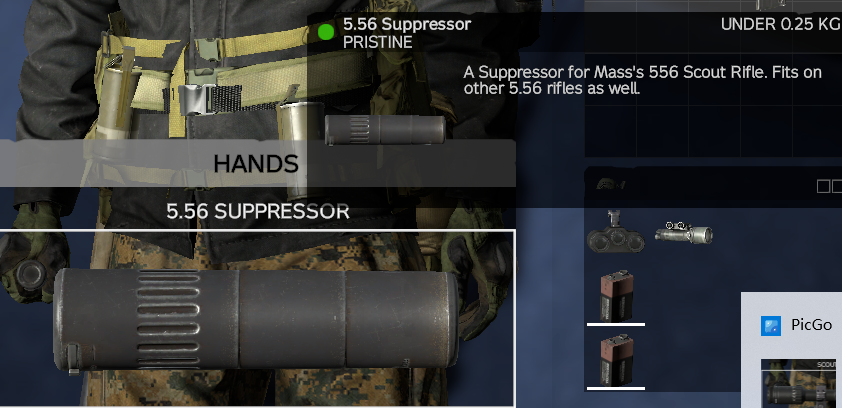 5.56 Suppressor
UNDER 0.25 KG
PRISTINE
A Suppressor for Mass's 556 Scout Rifle. Fits on
other 5.56 rifles as well.
HANDS
5.56 SUPPRESSOR
PicGo